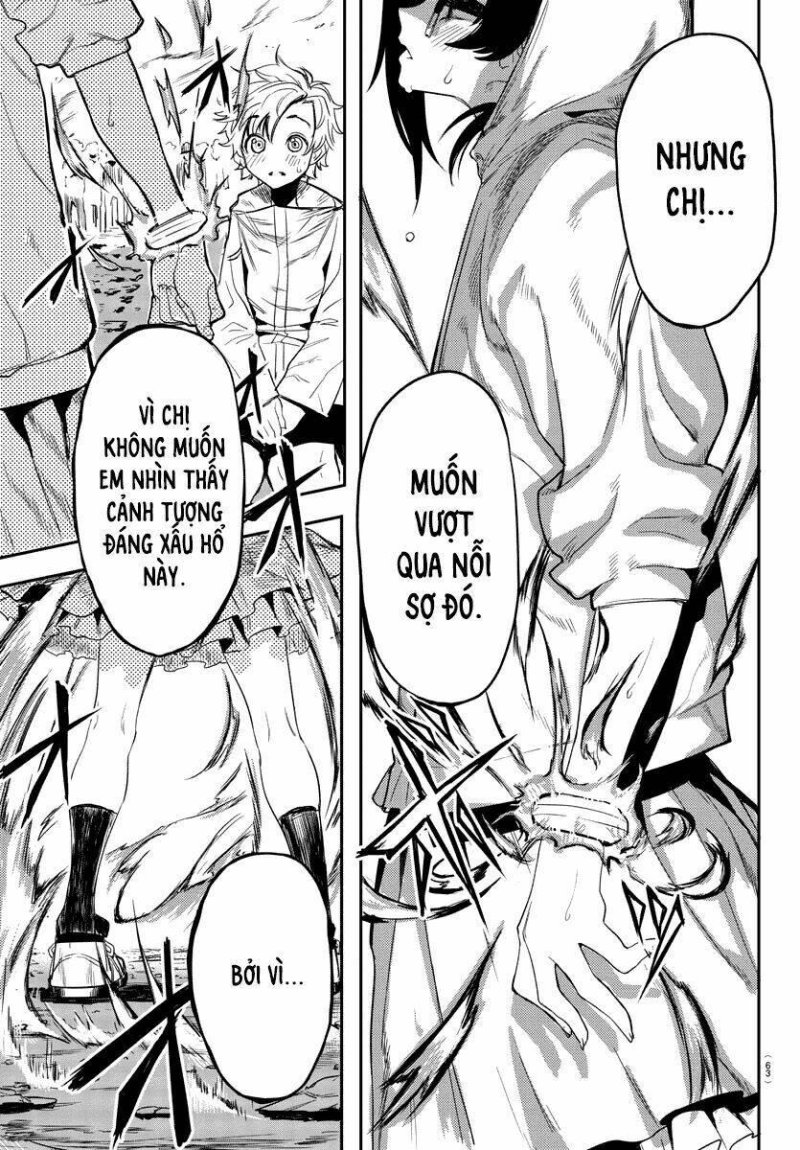 NHƯNG
CHỊ...
MUỐN
VƯỢT
QUA NỖI
SỢ ĐÓ.
VÌ CHỊ
KHÔNG MUỐN
EM NHÌN THẤY
CẢNH TƯỢNG
ĐÁNG XẤU HỔ
NÀY.
BỞI VÌ...
(63)